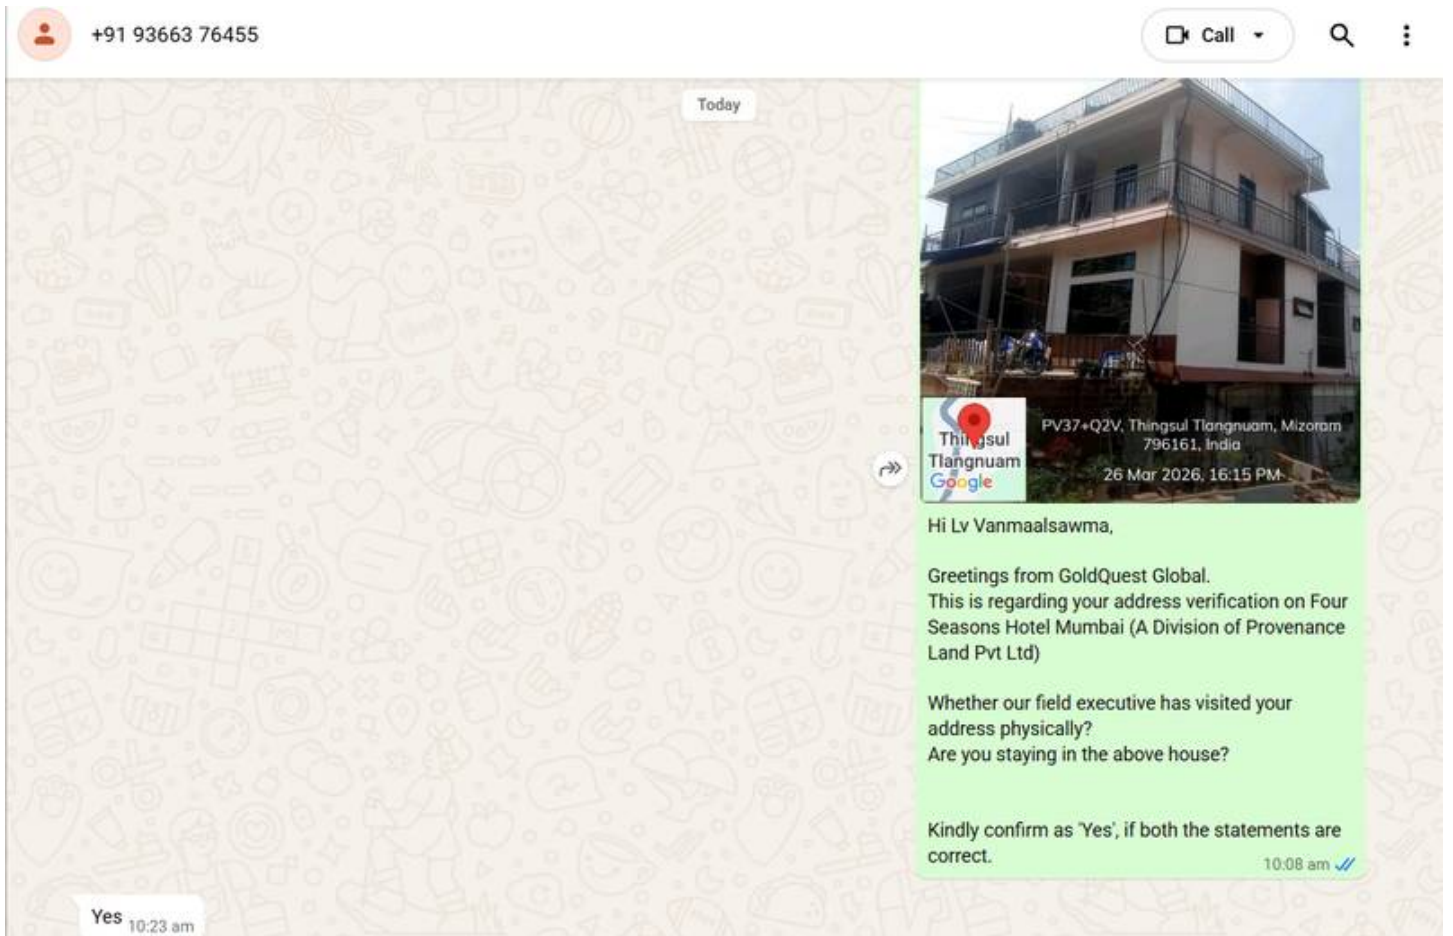 +91 93663 76455
Call
Today
Thingsul
Tlangnuam
Google
PV37+Q2V, Thingsul Tlangnuam, Mizoram
796161, India
26 Mar 2026, 16:15 PM
Hi Lv Vanmaalsawma,
Greetings from GoldQuest Global.
This is regarding your address verification on Four
Seasons Hotel Mumbai (A Division of Provenance
Land Pvt Ltd)
Whether our field executive has visited your
address physically?
Are you staying in the above house?
Kindly confirm as 'Yes', if both the statements are
correct.
10:08 am
Yes 10:23 am